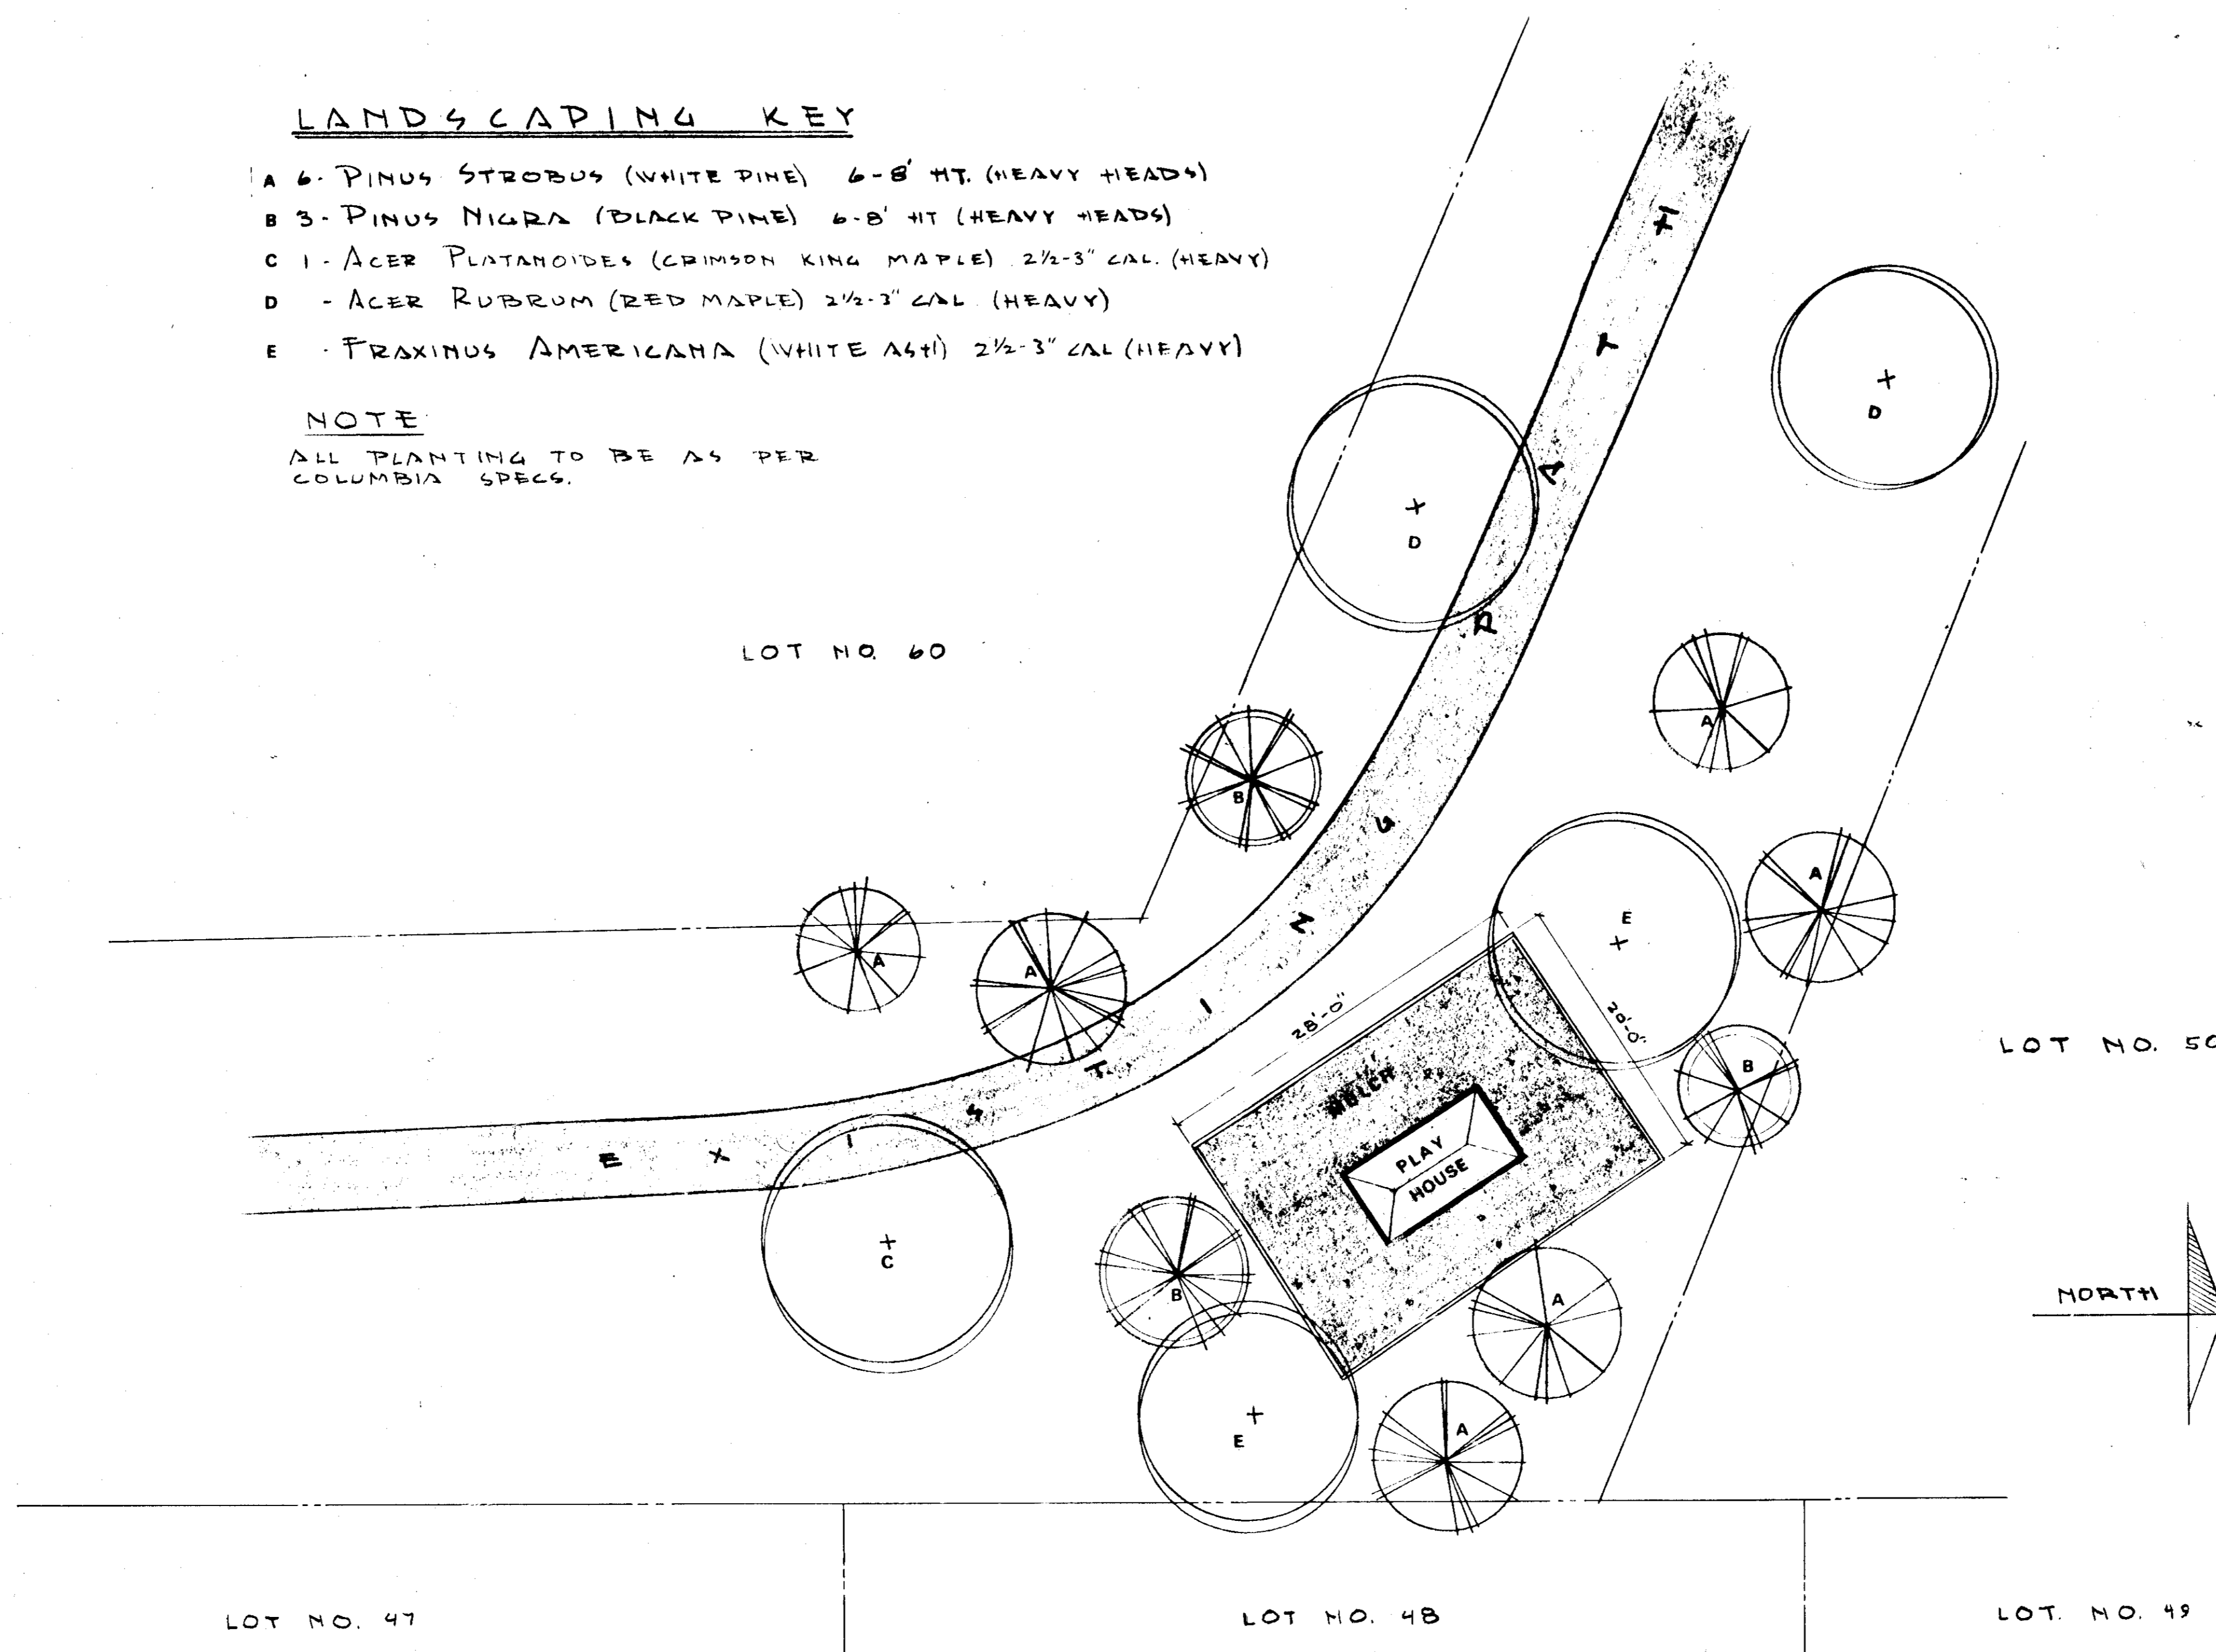 LANDSCAPING KEY
A 6- PINUS STROBUS (WHITE PINE) 6-8' HT. (HEAVY HEADS)
B 3- PINUS NIGRA (BLACK PINE) 6-8' HT (HEAVY HEADS)
C 1- ACER PLATANOIDES (CRIMSON KING MAPLE) 2½-3" CAL. (HEAVY)
D - ACER RUBRUM (RED MAPLE) 2½-3" CAL. (HEAVY)
E - FRAXINUS AMERICANA (WHITE ASH) 2½-3" CAL (HEAVY)
NOTE
ALL PLANTING TO BE AS PER
COLUMBIA SPECS.
D
D
LOT NO. 60
A
B
A
E
A
A
28'-0"
20'-0"
LOT NO. 50
B
MULCH
PLAY
HOUSE
EXISTING
C
B
A
NORTH
E
A
LOT NO. 47
LOT NO. 48
LOT. NO. 49